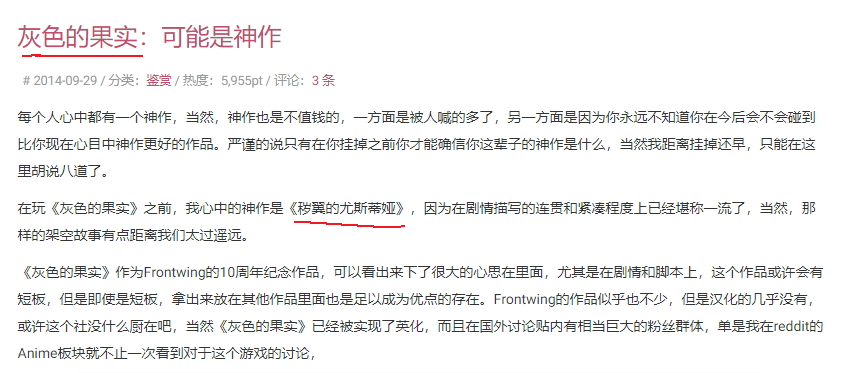 灰色的果实：可能是神作
# 2014-09-29 / 分类：鉴赏 / 热度：5,955pt / 评论：3 条
每个人心中都有一个神作，当然，神作也是不值钱的，一方面是被人喊的多了，另一方面是因为你永远不知道你在今后会不会碰到
比你现在心目中神作更好的作品。严谨的说只有在你挂掉之前你才能确信你这辈子的神作是什么，当然我距离挂掉还早，只能在这
里胡说八道了。
在玩《灰色的果实》之前，我心中的神作是《秽翼的尤斯蒂娅》，因为在剧情描写的连贯和紧凑程度上已经堪称一流了，当然，那
样的架空故事有点距离我们太过遥远。
《灰色的果实》作为Frontwing的10周年纪念作品，可以看出来下了很大的心思在里面，尤其是在剧情和脚本上，这个作品或许会有
短板，但是即使是短板，拿出来放在其他作品里面也是足以成为优点的存在。Frontwing的作品似乎也不少，但是汉化的几乎没有，
或许这个社没什么厨在吧，当然《灰色的果实》已经被实现了英化，而且在国外讨论贴内有相当巨大的粉丝群体，单是我在reddit的
Anime板块就不止一次看到对于这个游戏的讨论，